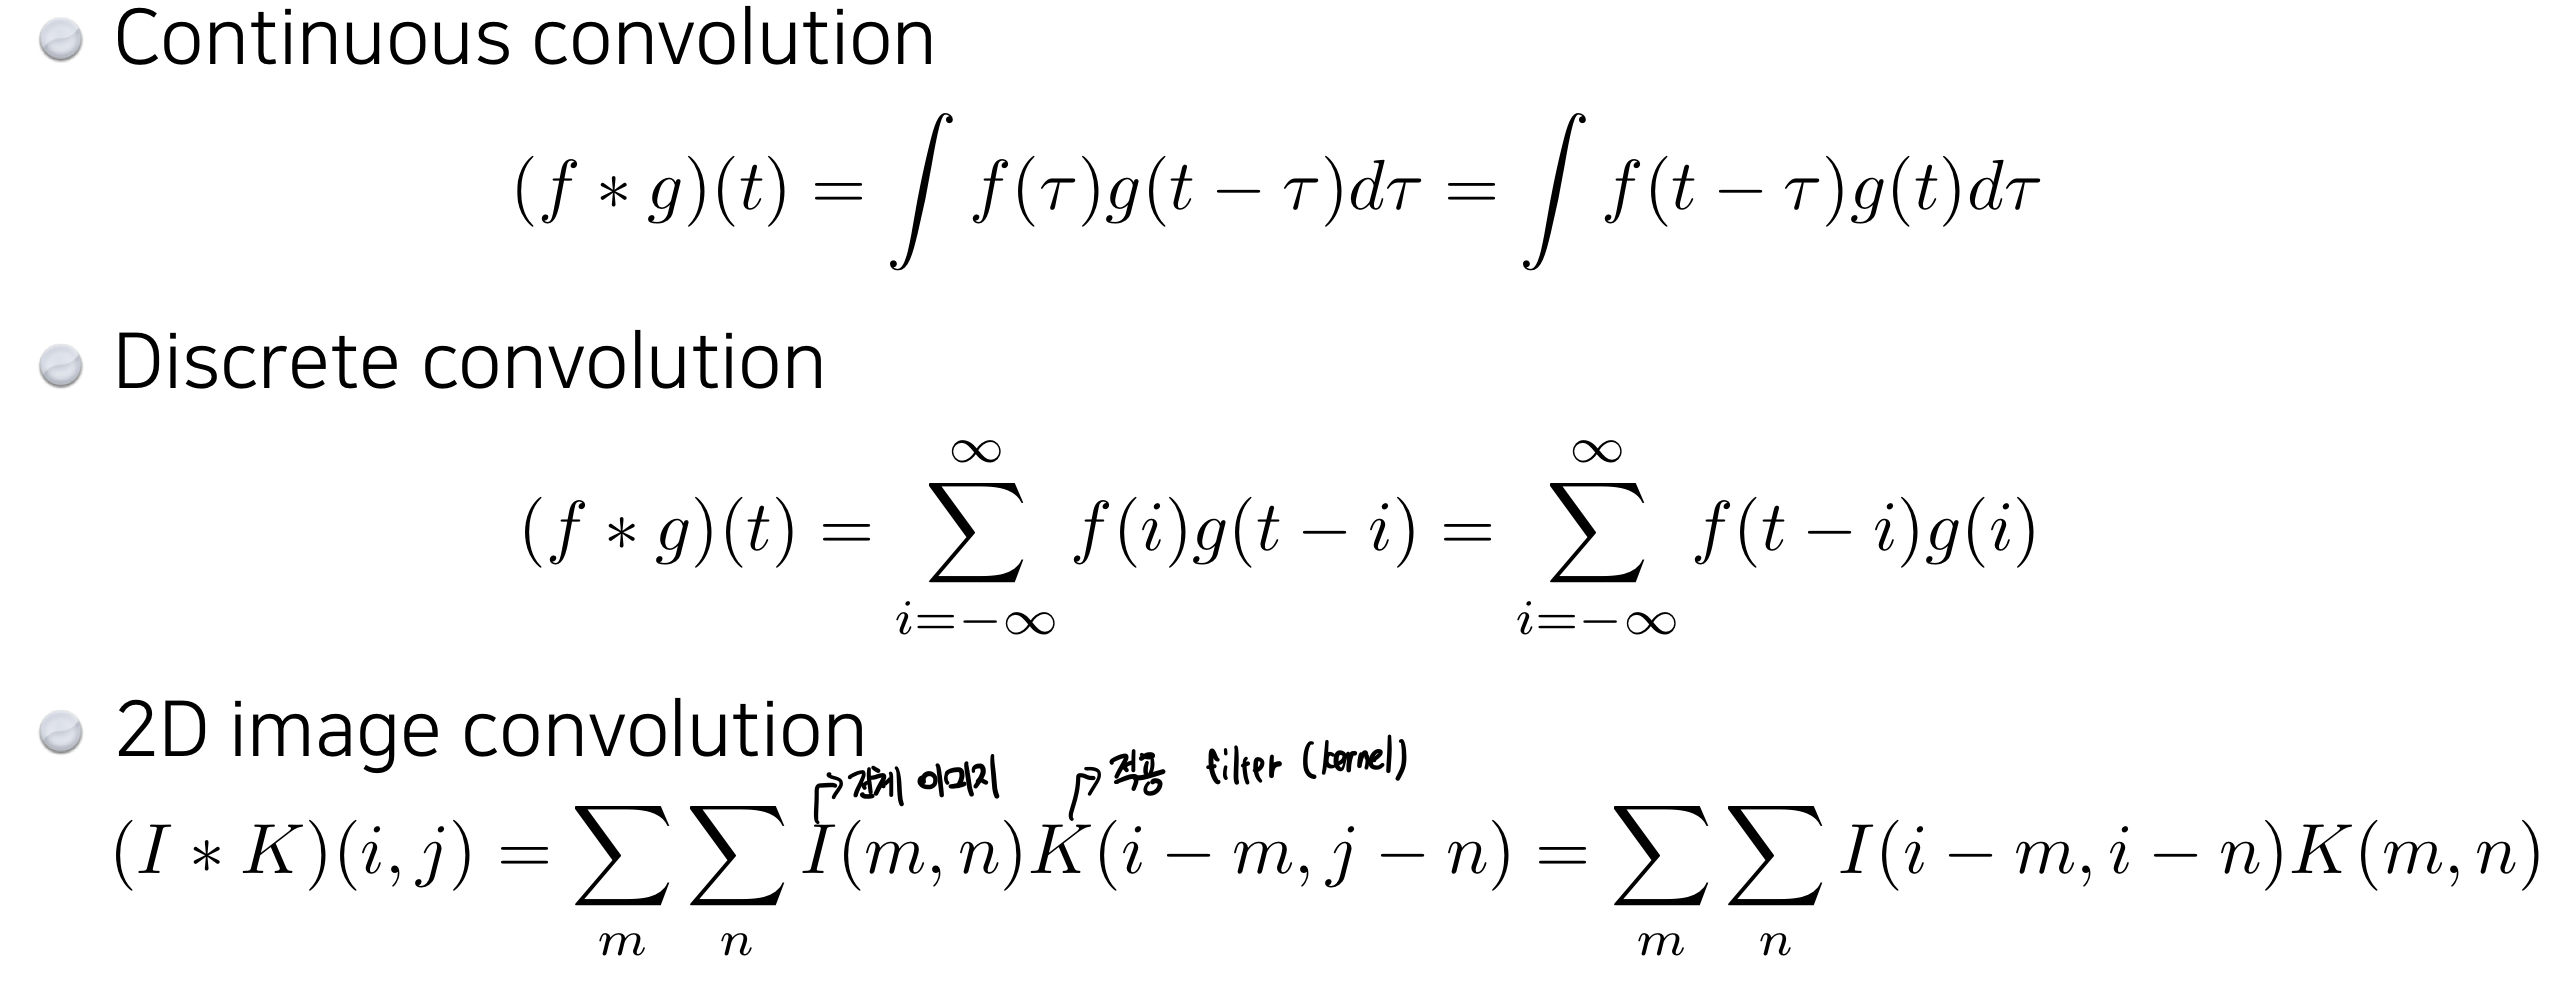 Continuous convolution
(f ∗ g)(t) = ∫ f(τ)g(t − τ)dτ = ∫ f(t − τ)g(t)dτ
Discrete convolution
(f ∗ g)(t) = ∑_{i=−∞}^{∞} f(i)g(t − i) = ∑_{i=−∞}^{∞} f(t − i)g(i)
2D image convolution
→ 전체 이미지 → 적용 filter (kernel)
(I ∗ K)(i, j) = ∑_m ∑_n I(m, n)K(i − m, j − n) = ∑_m ∑_n I(i − m, i − n)K(m, n)